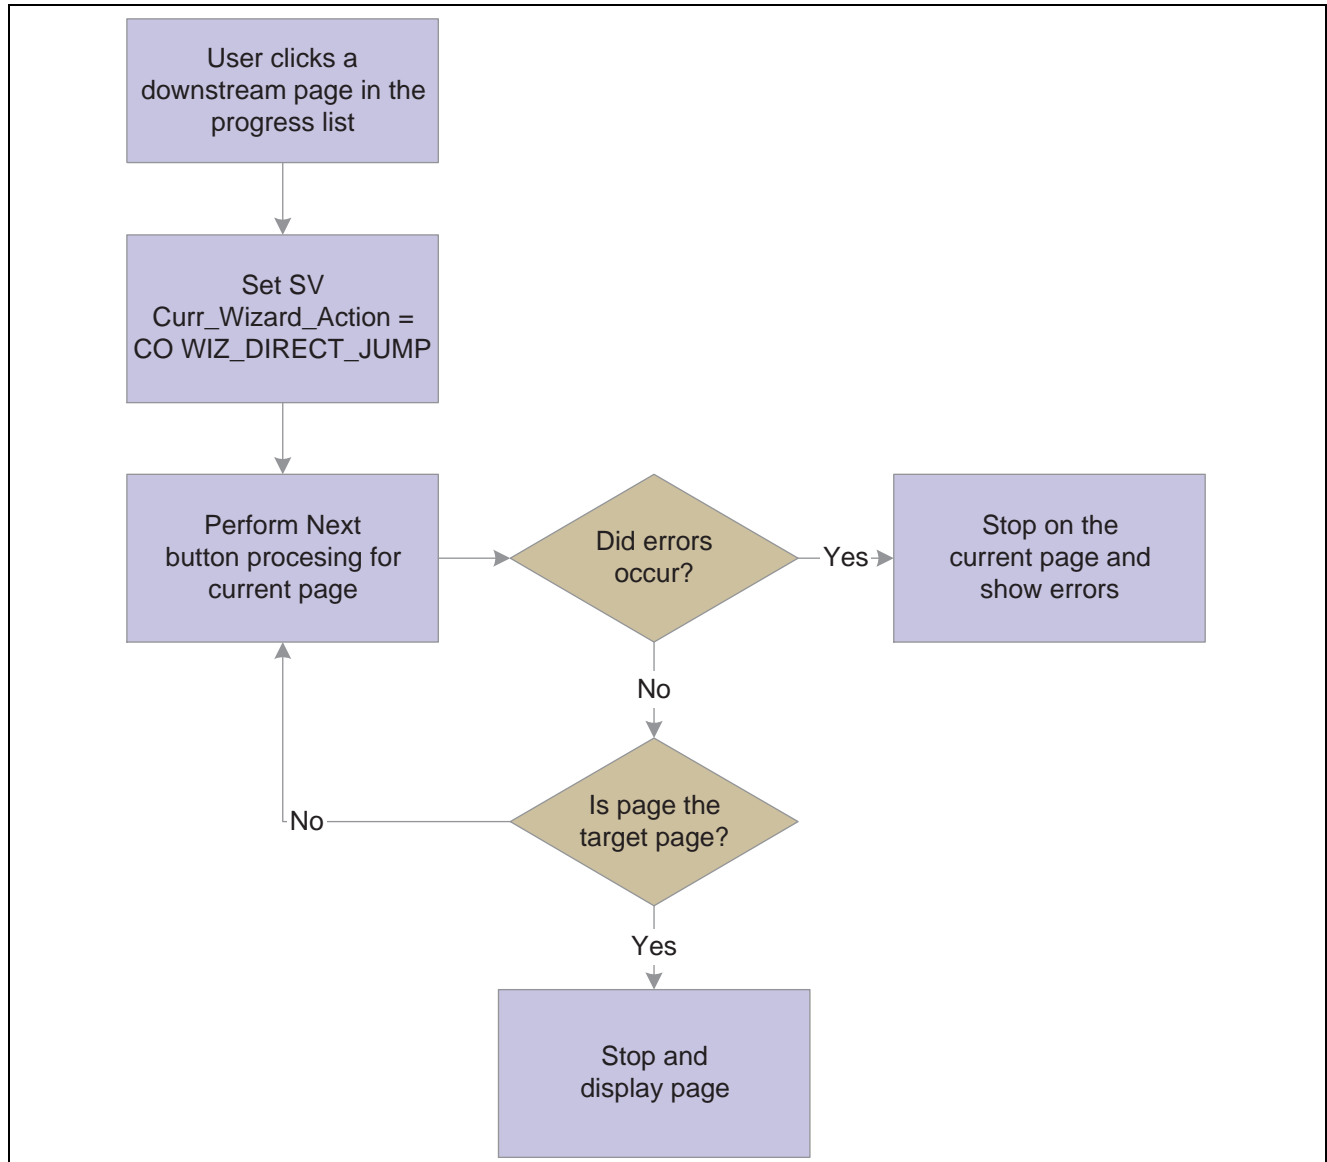 User clicks a
downstream page in the
progress list
Set SV
Curr_Wizard_Action =
CO WIZ_DIRECT_JUMP
Perform Next
button procesing for
current page
Did errors
occur?
Yes
Stop on the
current page and
show errors
No
Is page the
target page?
No
Yes
Stop and
display page